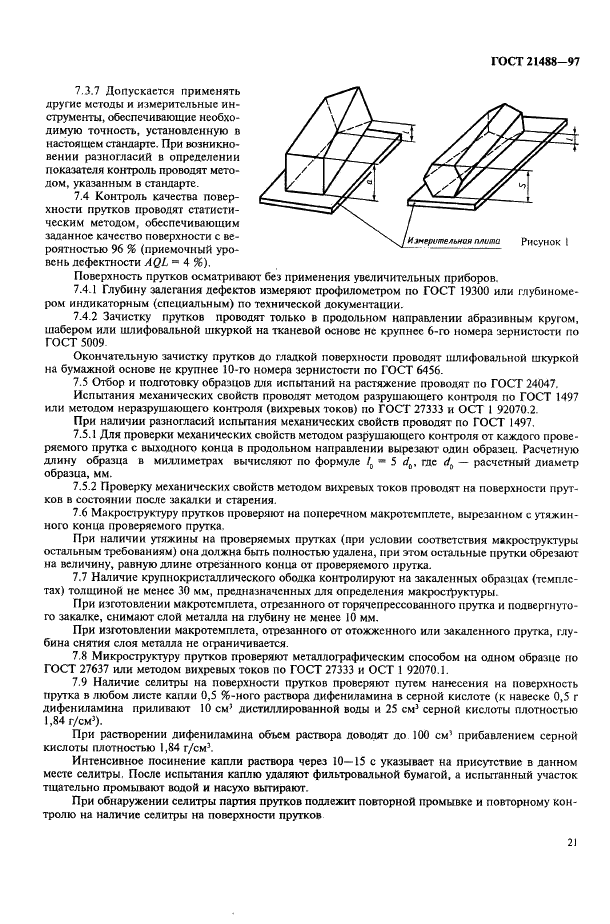 ГОСТ 21488—97
7.3.7 Допускается применять
другие методы и измерительные ин-
струменты, обеспечивающие необхо-
димую точность, установленную в
настоящем стандарте. При возникно-
вении разногласий в определении
показателя контроль проводят мето-
дом, указанным в стандарте.
7.4 Контроль качества повер-
хности прутков проводят статисти-
ческим методом, обеспечивающим
заданное качество поверхности с ве-
роятностью 96 % (приемочный уро-
вень дефектности AQL = 4 %).
a
l
S
l
Измерительная плита
Рисунок 1
Поверхность прутков осматривают без применения увеличительных приборов.
7.4.1 Глубину залегания дефектов измеряют профилометром по ГОСТ 19300 или глубиноме-
ром индикаторным (специальным) по технической документации.
7.4.2 Зачистку прутков проводят только в продольном направлении абразивным кругом,
шабером или шлифовальной шкуркой на тканевой основе не крупнее 6-го номера зернистости по
ГОСТ 5009.
Окончательную зачистку прутков до гладкой поверхности проводят шлифовальной шкуркой
на бумажной основе не крупнее 10-го номера зернистости по ГОСТ 6456.
7.5 Отбор и подготовку образцов для испытаний на растяжение проводят по ГОСТ 24047.
Испытания механических свойств проводят методом разрушающего контроля по ГОСТ 1497
или методом неразрушающего контроля (вихревых токов) по ГОСТ 27333 и ОСТ 1 92070.2.
При наличии разногласий испытания механических свойств проводят по ГОСТ 1497.
7.5.1 Для проверки механических свойств методом разрушающего контроля от каждого прове-
ряемого прутка с выходного конца в продольном направлении вырезают один образец. Расчетную
длину образца в миллиметрах вычисляют по формуле l₀ = 5 d₀, где d₀ — расчетный диаметр
образца, мм.
7.5.2 Проверку механических свойств методом вихревых токов проводят на поверхности прут-
ков в состоянии после закалки и старения.
7.6 Макроструктуру прутков проверяют на поперечном макротемплете, вырезанном с утяжин-
ного конца проверяемого прутка.
При наличии утяжины на проверяемых прутках (при условии соответствия макроструктуры
остальным требованиям) она должна быть полностью удалена, при этом остальные прутки обрезают
на величину, равную длине отрезанного конца от проверяемого прутка.
7.7 Наличие крупнокристаллического ободка контролируют на закаленных образцах (темпле-
тах) толщиной не менее 30 мм, предназначенных для определения макроструктуры.
При изготовлении макротемплета, отрезанного от горячепрессованного прутка и подвергнуто-
го закалке, снимают слой металла на глубину не менее 10 мм.
При изготовлении макротемплета, отрезанного от отожженного или закаленного прутка, глу-
бина снятия слоя металла не ограничивается.
7.8 Микроструктуру прутков проверяют металлографическим способом на одном образце по
ГОСТ 27637 или методом вихревых токов по ГОСТ 27333 и ОСТ 1 92070.1.
7.9 Наличие селитры на поверхности прутков проверяют путем нанесения на поверхность
прутка в любом листе капли 0,5 %-ного раствора дифениламина в серной кислоте (к навеске 0,5 г
дифениламина приливают 10 см³ дистиллированной воды и 25 см³ серной кислоты плотностью
1,84 г/см³).
При растворении дифениламина объем раствора доводят до 100 см³ прибавлением серной
кислоты плотностью 1,84 г/см³.
Интенсивное посинение капли раствора через 10—15 с указывает на присутствие в данном
месте селитры. После испытания каплю удаляют фильтровальной бумагой, а испытанный участок
тщательно промывают водой и насухо вытирают.
При обнаружении селитры партия прутков подлежит повторной промывке и повторному кон-
тролю на наличие селитры на поверхности прутков
21